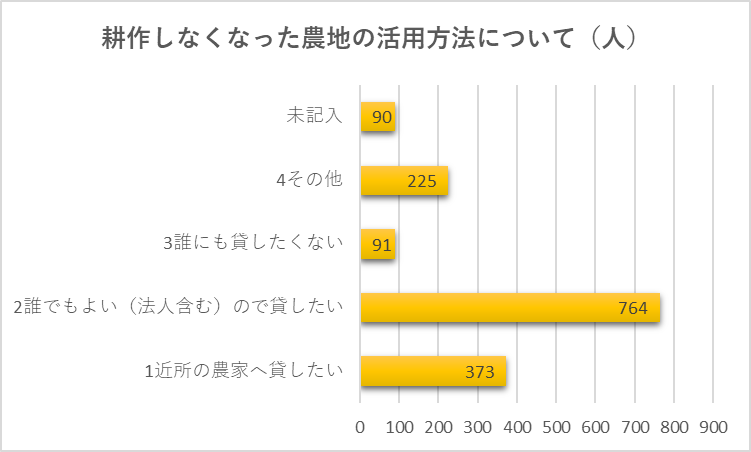 耕作しなくなった農地の活用方法について（人）
未記入
90
4その他
225
3誰にも貸したくない
91
2誰でもよい（法人含む）ので貸したい
764
1近所の農家へ貸したい
373
0 100 200 300 400 500 600 700 800 900